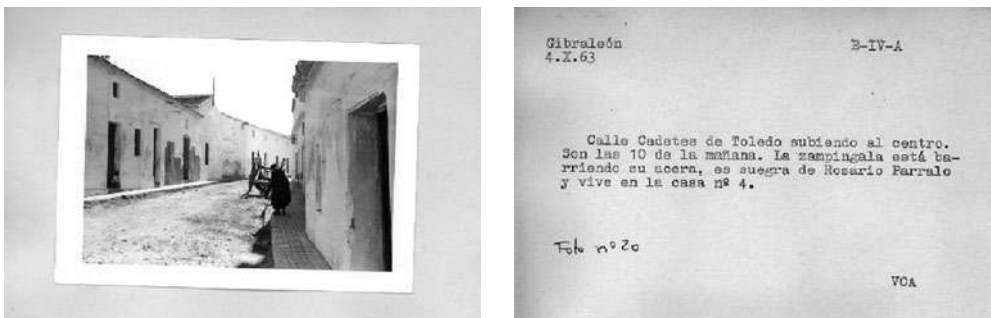 Gibraleón
E-IV-A
4.X.63
Calle Cadetes de Toledo subiendo al centro.
Son las 10 de la mañana. La zampingala está ba-
rriendo su acera, es suegra de Rosario Parralo
y vive en la casa nº 4.
Foto nº 20
VCA